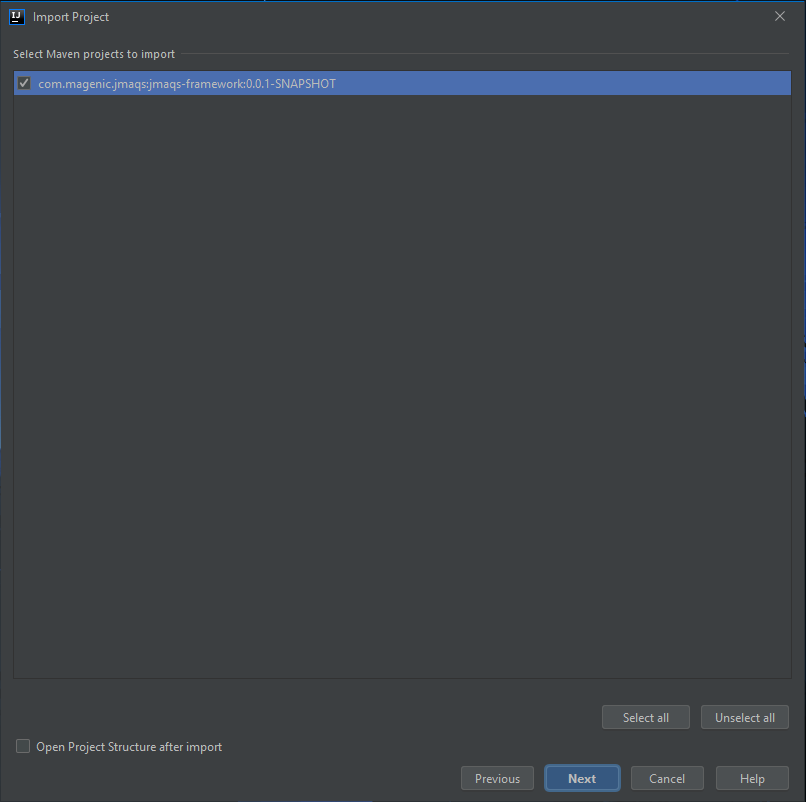 IJ Import Project
Select Maven projects to import
com.magenic.jmaqs:jmaqs-framework:0.0.1-SNAPSHOT
Select all Unselect all
Open Project Structure after import
Previous Next Cancel Help